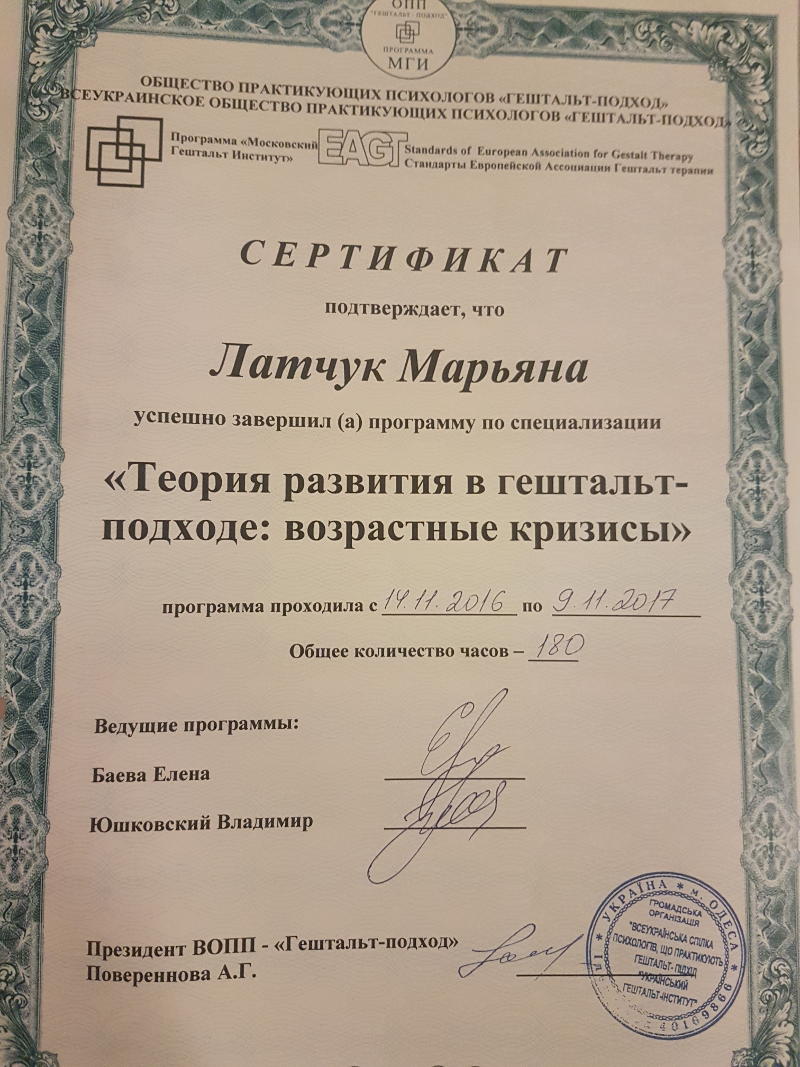 ОПП
"ГЕШТАЛЬТ - ПОДХОД"
ПРОГРАММА
МГИ
ОБЩЕСТВО ПРАКТИКУЮЩИХ ПСИХОЛОГОВ «ГЕШТАЛЬТ-ПОДХОД»
ВСЕУКРАИНСКОЕ ОБЩЕСТВО ПРАКТИКУЮЩИХ ПСИХОЛОГОВ «ГЕШТАЛЬТ-ПОДХОД»
Программа «Московский
Гештальт Институт»
EAGT
Standards of European Association for Gestalt Therapy
Стандарты Европейской Ассоциации Гештальт терапии
СЕРТИФИКАТ
подтверждает, что
Латчук Марьяна
успешно завершил (а) программу по специализации
«Теория развития в гештальт-
подходе: возрастные кризисы»
программа проходила с 14.11.2016 по 9.11.2017
Общее количество часов – 180
Ведущие программы:
Баева Елена
Юшковский Владимир
Президент ВОПП - «Гештальт-подход»
Повереннова А.Г.
* УКРАЇНА * м. ОДЕСА *
ГРОМАДСЬКА
ОРГАНІЗАЦІЯ
"ВСЕУКРАЇНСЬКА СПІЛКА
ПСИХОЛОГІВ, ЩО ПРАКТИКУЮТЬ
ГЕШТАЛЬТ- ПІДХІД
"УКРАЇНСЬКИЙ
ГЕШТАЛЬТ-ІНСТИТУТ"
40169866